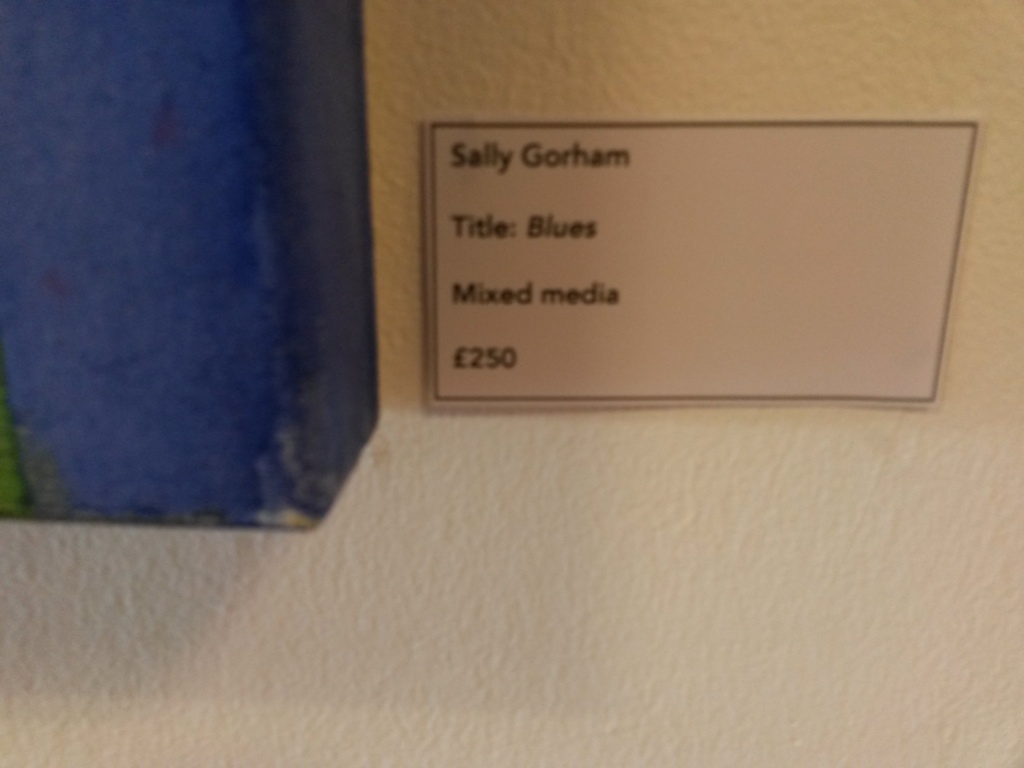 Sally Gorham
Title: Blues
Mixed media
£250